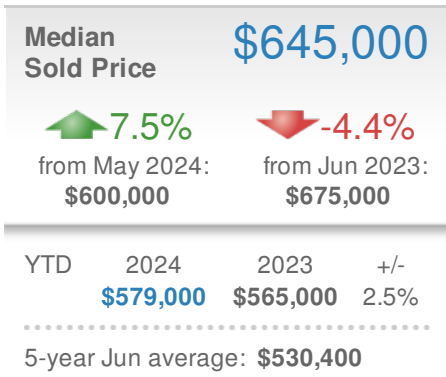 Median
Sold Price
$645,000
7.5%
from May 2024:
$600,000
-4.4%
from Jun 2023:
$675,000
YTD 2024 2023 +/-
$579,000 $565,000 2.5%
5-year Jun average: $530,400